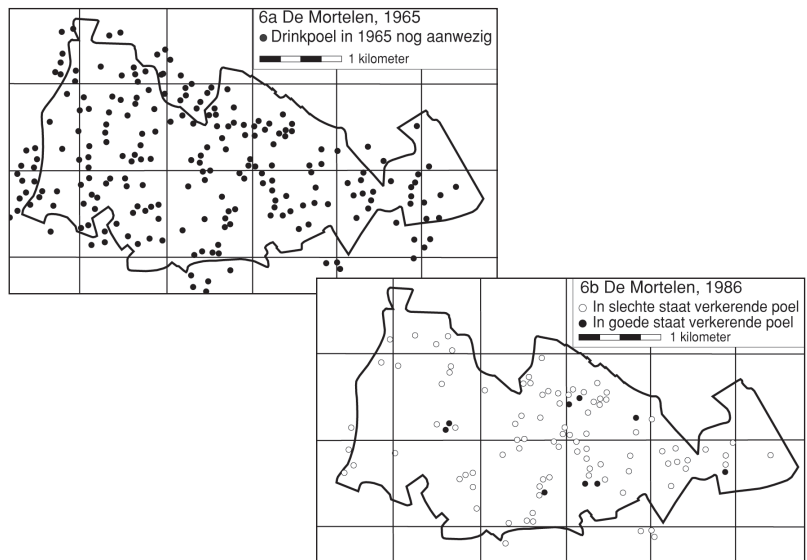 6a De Mortelen, 1965
Drinkpoel in 1965 nog aanwezig
1 kilometer
6b De Mortelen, 1986
In slechte staat verkerende poel
In goede staat verkerende poel
1 kilometer